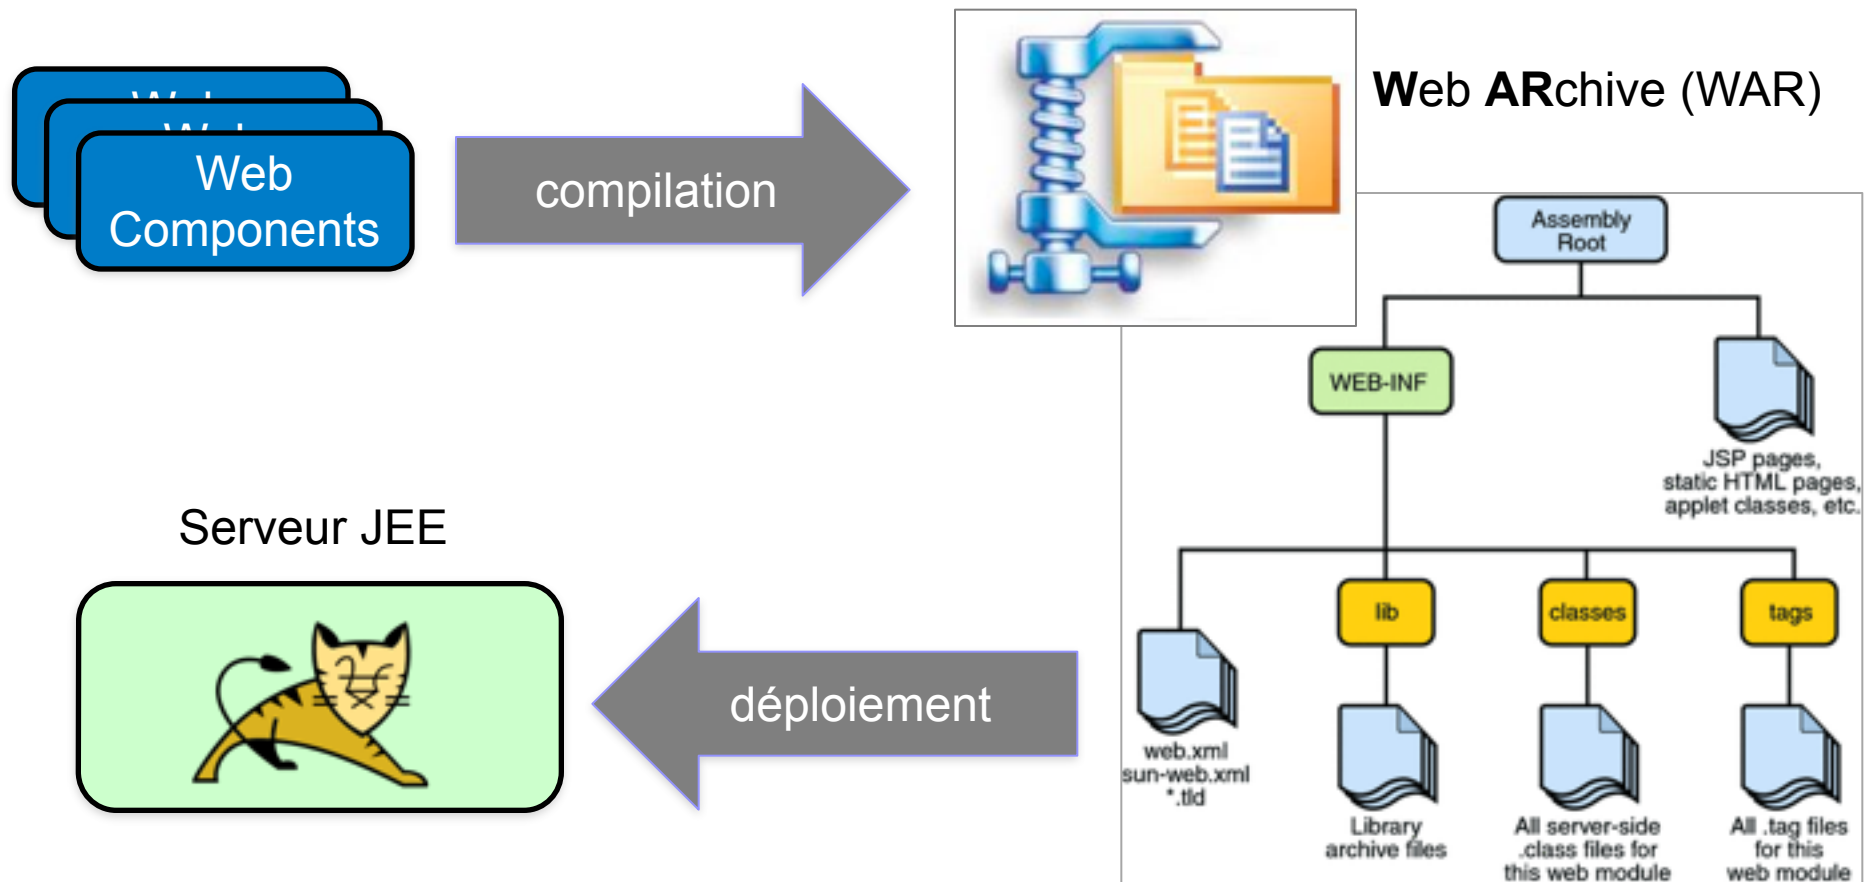 Web
Web
Web
Components
compilation
Web ARchive (WAR)
Assembly
Root
WEB-INF
JSP pages,
static HTML pages,
applet classes, etc.
Serveur JEE
déploiement
lib
classes
tags
web.xml
sun-web.xml
*.tld
Library
archive files
All server-side
.class files for
this web module
All .tag files
for this
web module